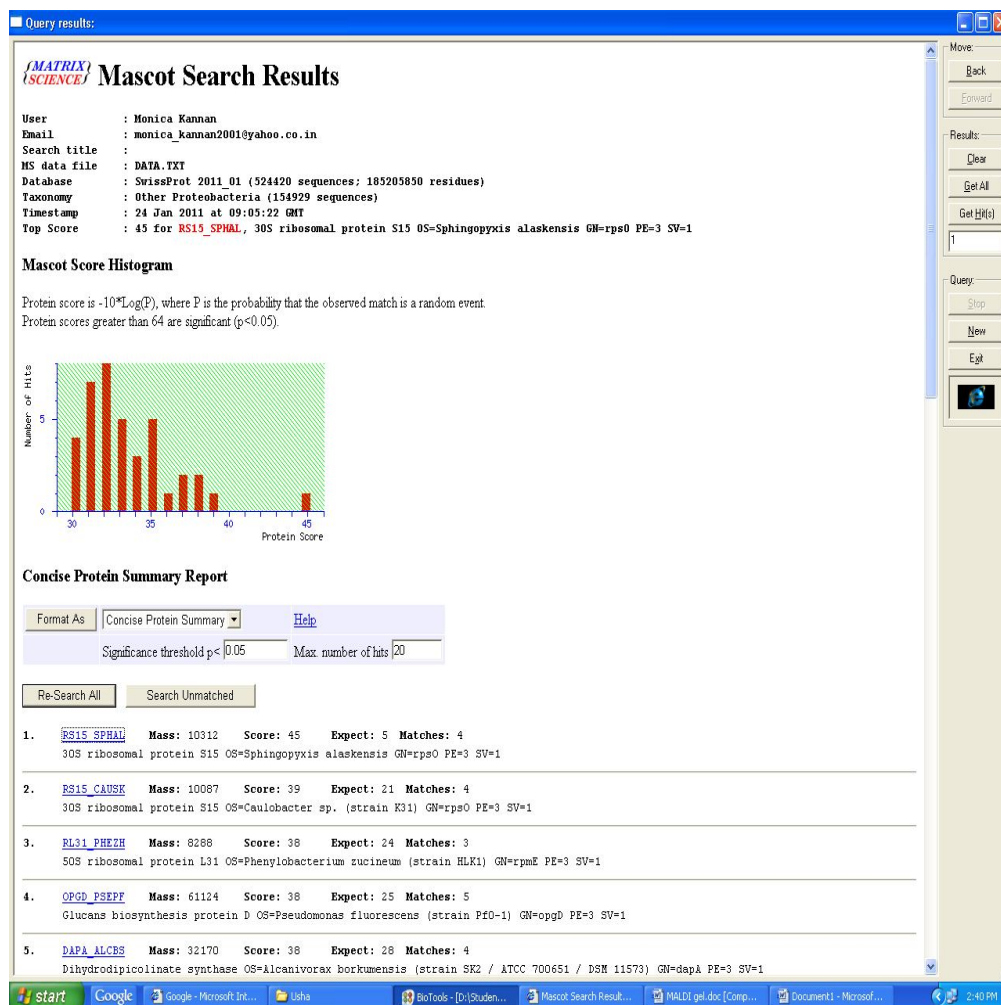 Query results:
{MATRIX SCIENCE} Mascot Search Results
User : Monica Kannan
Email : monica_kannan2001@yahoo.co.in
Search title :
MS data file : DATA.TXT
Database : SwissProt 2011_01 (524420 sequences; 185205850 residues)
Taxonomy : Other Proteobacteria (154929 sequences)
Timestamp : 24 Jan 2011 at 09:05:22 GMT
Top Score : 45 for RS15_SPHAL, 30S ribosomal protein S15 OS=Sphingopyxis alaskensis GN=rpsO PE=3 SV=1
Mascot Score Histogram
Protein score is -10*Log(P), where P is the probability that the observed match is a random event.
Protein scores greater than 64 are significant (p<0.05).
Number of Hits
5
0
30 35 40 45
Protein Score
Concise Protein Summary Report
Format As Concise Protein Summary Help
Significance threshold p< 0.05 Max. number of hits 20
Re-Search All Search Unmatched
1. RS15_SPHAL Mass: 10312 Score: 45 Expect: 5 Matches: 4
30S ribosomal protein S15 OS=Sphingopyxis alaskensis GN=rpsO PE=3 SV=1
2. RS15_CAUSK Mass: 10087 Score: 39 Expect: 21 Matches: 4
30S ribosomal protein S15 OS=Caulobacter sp. (strain K31) GN=rpsO PE=3 SV=1
3. RL31_PHEZH Mass: 8288 Score: 38 Expect: 24 Matches: 3
50S ribosomal protein L31 OS=Phenylobacterium zucineum (strain HLK1) GN=rpmE PE=3 SV=1
4. OPGD_PSEPF Mass: 61124 Score: 38 Expect: 25 Matches: 5
Glucans biosynthesis protein D OS=Pseudomonas fluorescens (strain Pf0-1) GN=opgD PE=3 SV=1
5. DAPA_ALCBS Mass: 32170 Score: 38 Expect: 28 Matches: 4
Dihydrodipicolinate synthase OS=Alcanivorax borkumensis (strain SK2 / ATCC 700651 / DSM 11573) GN=dapA PE=3 SV=1
Move:
Back
Forward
Results:
Clear
Get All
Get Hit(s)
1
Query:
Stop
New
Exit
start Google Google - Microsoft Int... Usha BioTools - [D:\Studen... Mascot Search Result... MALDI gel.doc [Comp... Document1 - Microsof... 2:40 PM